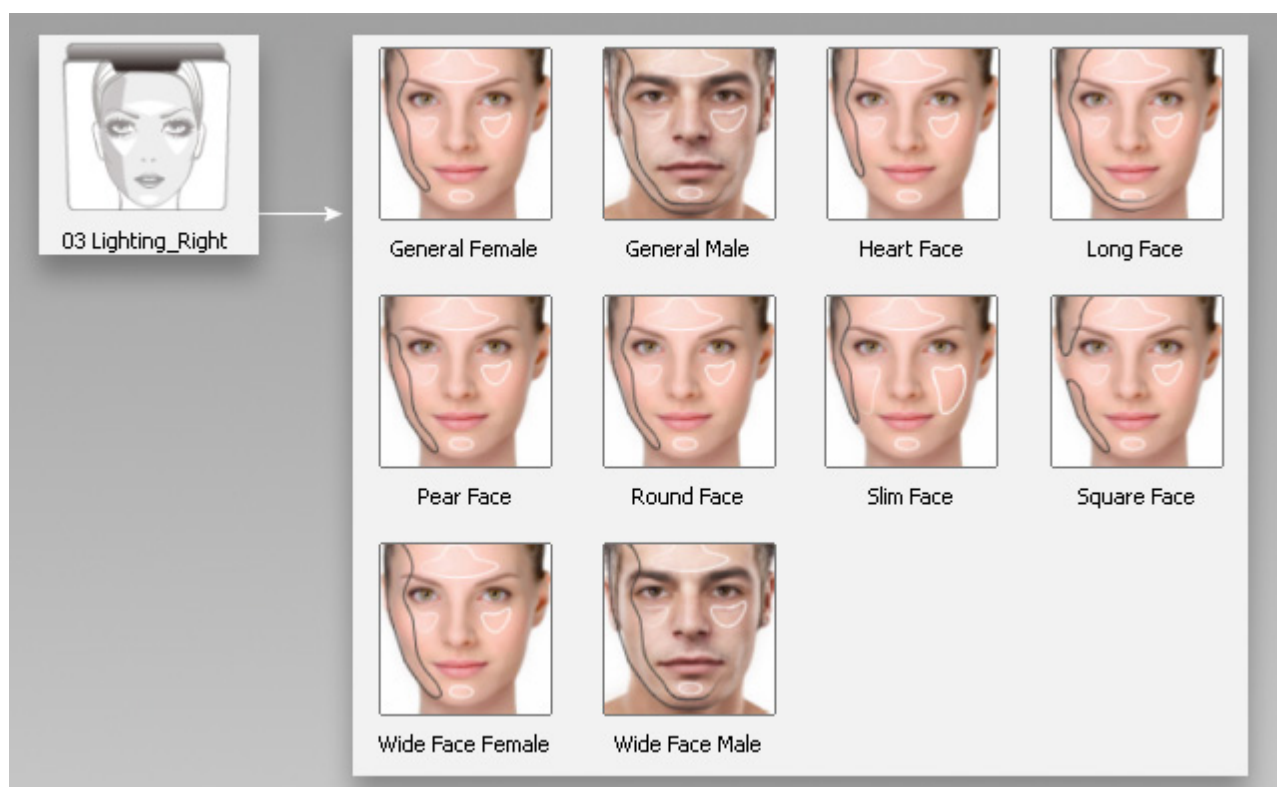 03 Lighting_Right
General Female
General Male
Heart Face
Long Face
Pear Face
Round Face
Slim Face
Square Face
Wide Face Female
Wide Face Male